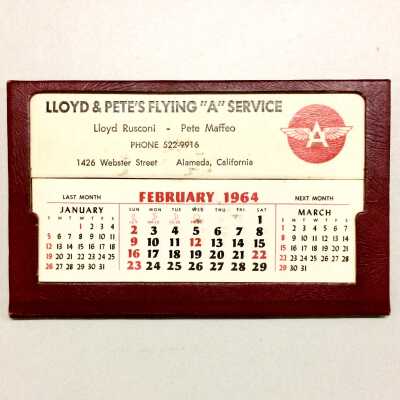 LLOYD & PETE'S FLYING "A" SERVICE
Lloyd Rusconi - Pete Maffeo
PHONE 522-9916
1426 Webster Street Alameda, California
A
LAST MONTH
JANUARY
S M T W T F S
1 2 3 4
5 6 7 8 9 10 11
12 13 14 15 16 17 18
19 20 21 22 23 24 25
26 27 28 29 30 31
FEBRUARY 1964
SUN MON TUE WED THU FRI SAT
1
2 3 4 5 6 7 8
9 10 11 12 13 14 15
16 17 18 19 20 21 22
23 24 25 26 27 28 29
NEXT MONTH
MARCH
S M T W T F S
1 2 3 4 5 6 7
8 9 10 11 12 13 14
15 16 17 18 19 20 21
22 23 24 25 26 27 28
29 30 31